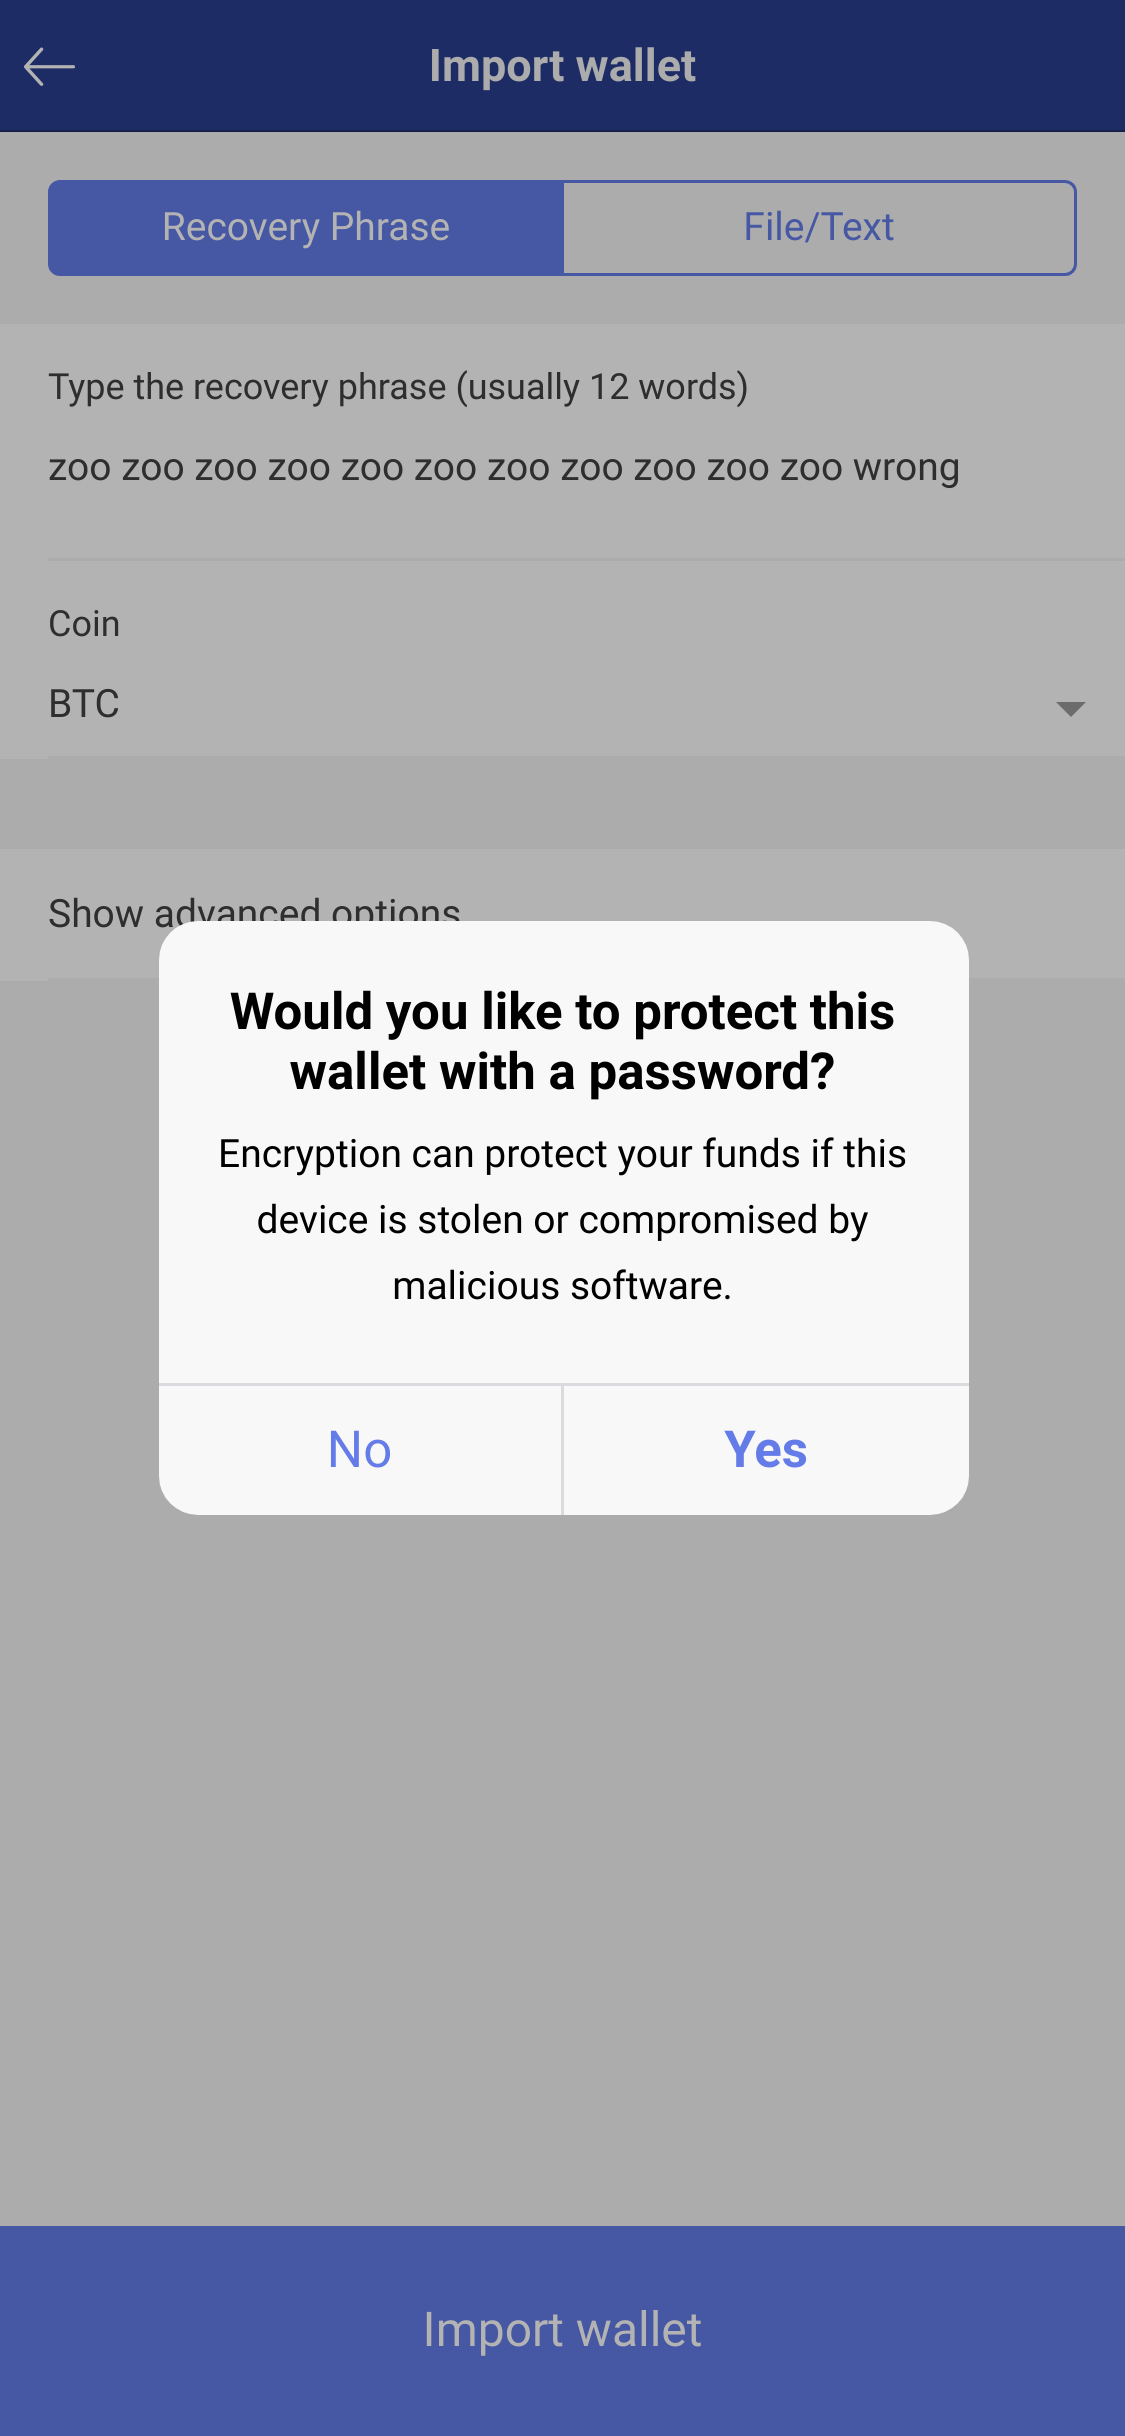 Import wallet
Recovery Phrase
File/Text
Type the recovery phrase (usually 12 words)
zoo zoo zoo zoo zoo zoo zoo zoo zoo zoo zoo wrong
Coin
BTC
Show advanced options
Would you like to protect this
wallet with a password?
Encryption can protect your funds if this
device is stolen or compromised by
malicious software.
No
Yes
Import wallet